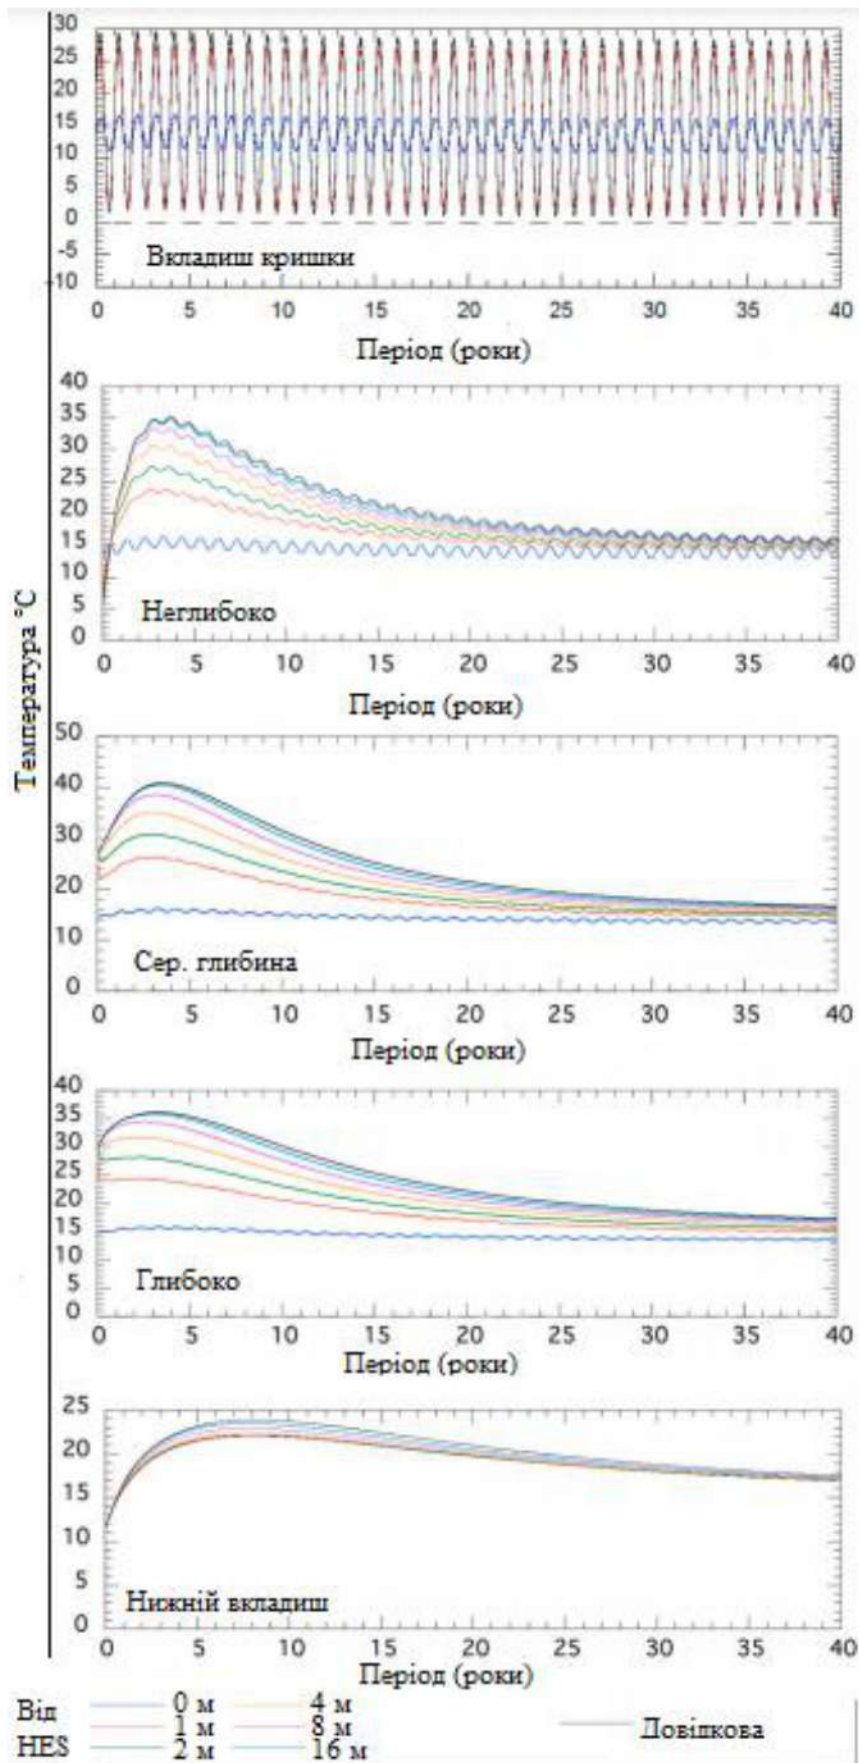 30
25
20
15
10
5
0
-5
-10
Вкладиш кришки
0 5 10 15 20 25 30 35 40
Період (роки)
40
35
30
25
20
15
10
5
0
Неглибоко
0 5 10 15 20 25 30 35 40
Період (роки)
Температура °C
50
40
30
20
10
0
Сер. глибина
0 5 10 15 20 25 30 35 40
Період (роки)
40
35
30
25
20
15
10
5
0
Глибоко
0 5 10 15 20 25 30 35 40
Період (роки)
25
20
15
10
5
0
Нижній вкладиш
0 5 10 15 20 25 30 35 40
Період (роки)
Від 0 м 4 м
1 м 8 м Довідкова
HES 2 м 16 м